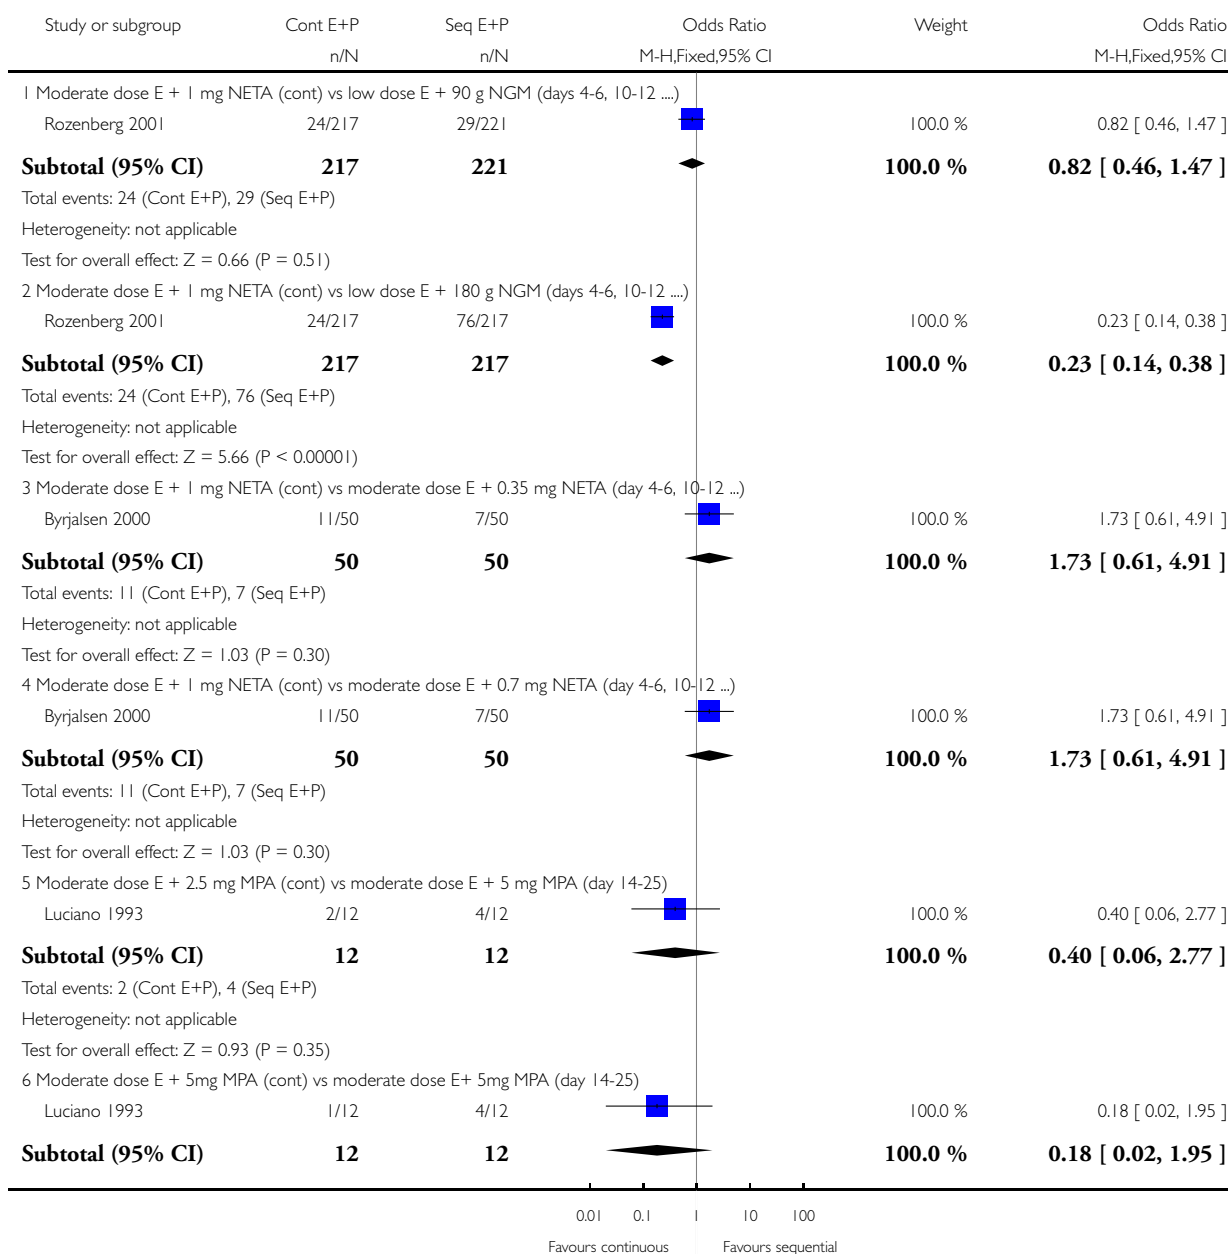 Study or subgroup Cont E+P Seq E+P Odds Ratio Weight Odds Ratio
n/N n/N M-H,Fixed,95% CI M-H,Fixed,95% CI
1 Moderate dose E + 1 mg NETA (cont) vs low dose E + 90 g NGM (days 4-6, 10-12 ....)
Rozenberg 2001 24/217 29/221 100.0 % 0.82 [ 0.46, 1.47 ]
Subtotal (95% CI) 217 221 100.0 % 0.82 [ 0.46, 1.47 ]
Total events: 24 (Cont E+P), 29 (Seq E+P)
Heterogeneity: not applicable
Test for overall effect: Z = 0.66 (P = 0.51)
2 Moderate dose E + 1 mg NETA (cont) vs low dose E + 180 g NGM (days 4-6, 10-12 ....)
Rozenberg 2001 24/217 76/217 100.0 % 0.23 [ 0.14, 0.38 ]
Subtotal (95% CI) 217 217 100.0 % 0.23 [ 0.14, 0.38 ]
Total events: 24 (Cont E+P), 76 (Seq E+P)
Heterogeneity: not applicable
Test for overall effect: Z = 5.66 (P < 0.00001)
3 Moderate dose E + 1 mg NETA (cont) vs moderate dose E + 0.35 mg NETA (day 4-6, 10-12 ...)
Byrjalsen 2000 11/50 7/50 100.0 % 1.73 [ 0.61, 4.91 ]
Subtotal (95% CI) 50 50 100.0 % 1.73 [ 0.61, 4.91 ]
Total events: 11 (Cont E+P), 7 (Seq E+P)
Heterogeneity: not applicable
Test for overall effect: Z = 1.03 (P = 0.30)
4 Moderate dose E + 1 mg NETA (cont) vs moderate dose E + 0.7 mg NETA (day 4-6, 10-12 ...)
Byrjalsen 2000 11/50 7/50 100.0 % 1.73 [ 0.61, 4.91 ]
Subtotal (95% CI) 50 50 100.0 % 1.73 [ 0.61, 4.91 ]
Total events: 11 (Cont E+P), 7 (Seq E+P)
Heterogeneity: not applicable
Test for overall effect: Z = 1.03 (P = 0.30)
5 Moderate dose E + 2.5 mg MPA (cont) vs moderate dose E + 5 mg MPA (day 14-25)
Luciano 1993 2/12 4/12 100.0 % 0.40 [ 0.06, 2.77 ]
Subtotal (95% CI) 12 12 100.0 % 0.40 [ 0.06, 2.77 ]
Total events: 2 (Cont E+P), 4 (Seq E+P)
Heterogeneity: not applicable
Test for overall effect: Z = 0.93 (P = 0.35)
6 Moderate dose E + 5mg MPA (cont) vs moderate dose E+ 5mg MPA (day 14-25)
Luciano 1993 1/12 4/12 100.0 % 0.18 [ 0.02, 1.95 ]
Subtotal (95% CI) 12 12 100.0 % 0.18 [ 0.02, 1.95 ]
0.01 0.1 1 10 100
Favours continuous Favours sequential